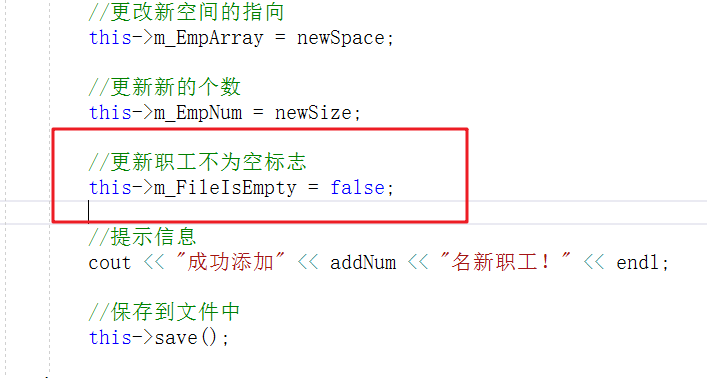 //更改新空间的指向
this->m_EmpArray = newSpace;
//更新新的个数
this->m_EmpNum = newSize;
//更新职工不为空标志
this->m_FileIsEmpty = false;
//提示信息
cout << "成功添加" << addNum << "名新职工！" << endl;
//保存到文件中
this->save();